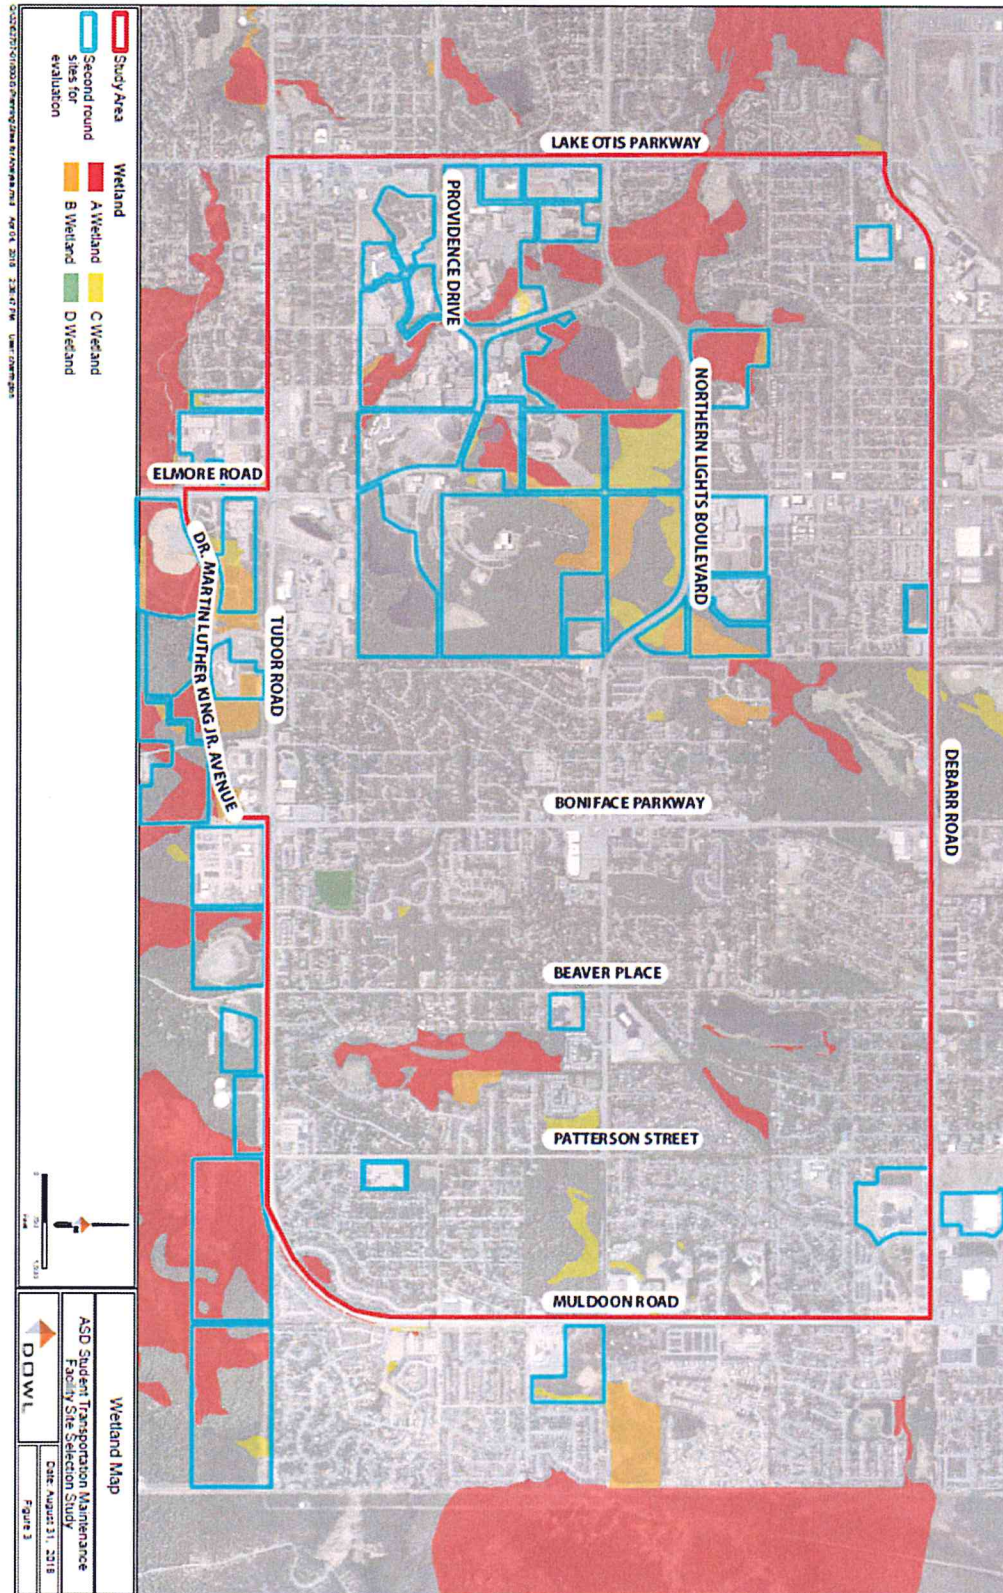 LAKE OTIS PARKWAY
PROVIDENCE DRIVE
NORTHERN LIGHTS BOULEVARD
ELMORE ROAD
DR. MARTIN LUTHER KING JR. AVENUE
TUDOR ROAD
DEBARR ROAD
BONIFACE PARKWAY
BEAVER PLACE
PATTERSON STREET
MULDOON ROAD
Study Area
Second round
sites for
evaluation
Wetland
A Wetland
B Wetland
C Wetland
D Wetland
Wetland Map
ASD Student Transportation Maintenance
Facility Site Selection Study
DOWL
Date: August 31, 2018
Figure 3